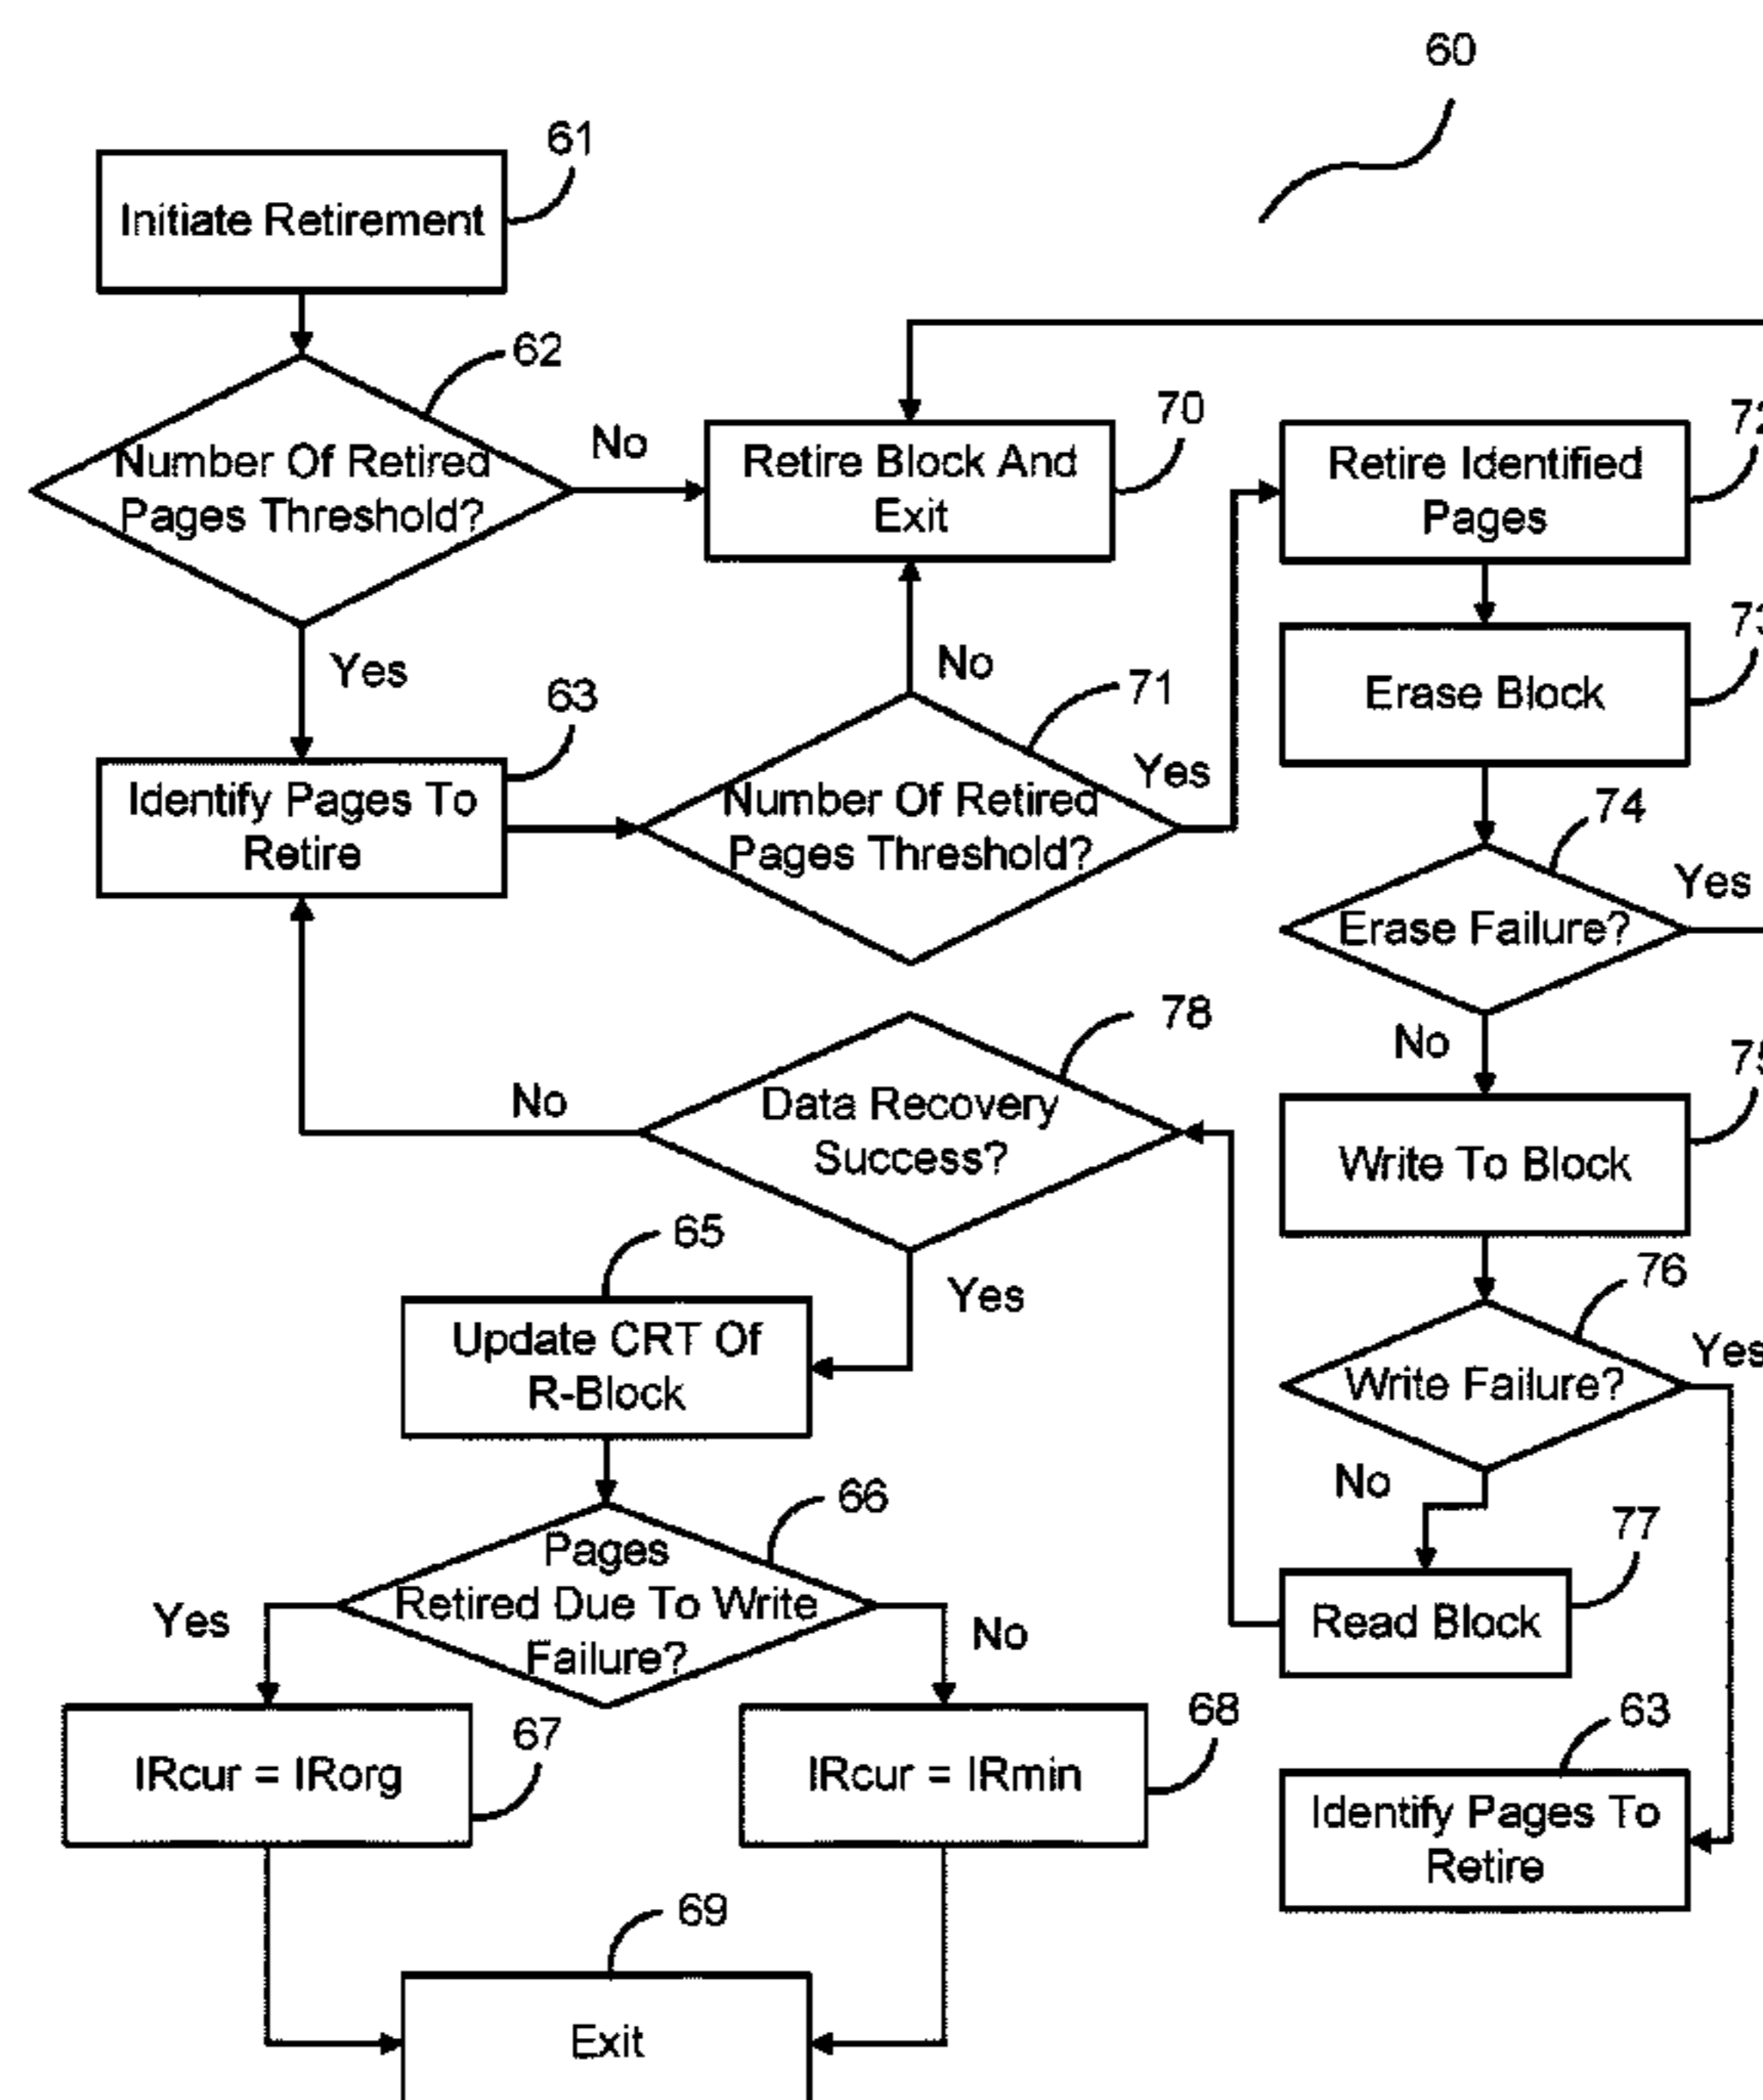 60
61
Initiate Retirement
62
Number Of Retired
Pages Threshold?
No
Yes
70
Retire Block And
Exit
72
Retire Identified
Pages
73
Erase Block
63
Identify Pages To
Retire
No
71
Number Of Retired
Pages Threshold?
Yes
74
Erase Failure?
Yes
No
78
Data Recovery
Success?
No
Yes
75
Write To Block
65
Update CRT Of
R-Block
76
Write Failure?
Yes
No
66
Pages
Retired Due To Write
Failure?
Yes
No
77
Read Block
67
IRcur = IRorg
68
IRcur = IRmin
63
Identify Pages To
Retire
69
Exit